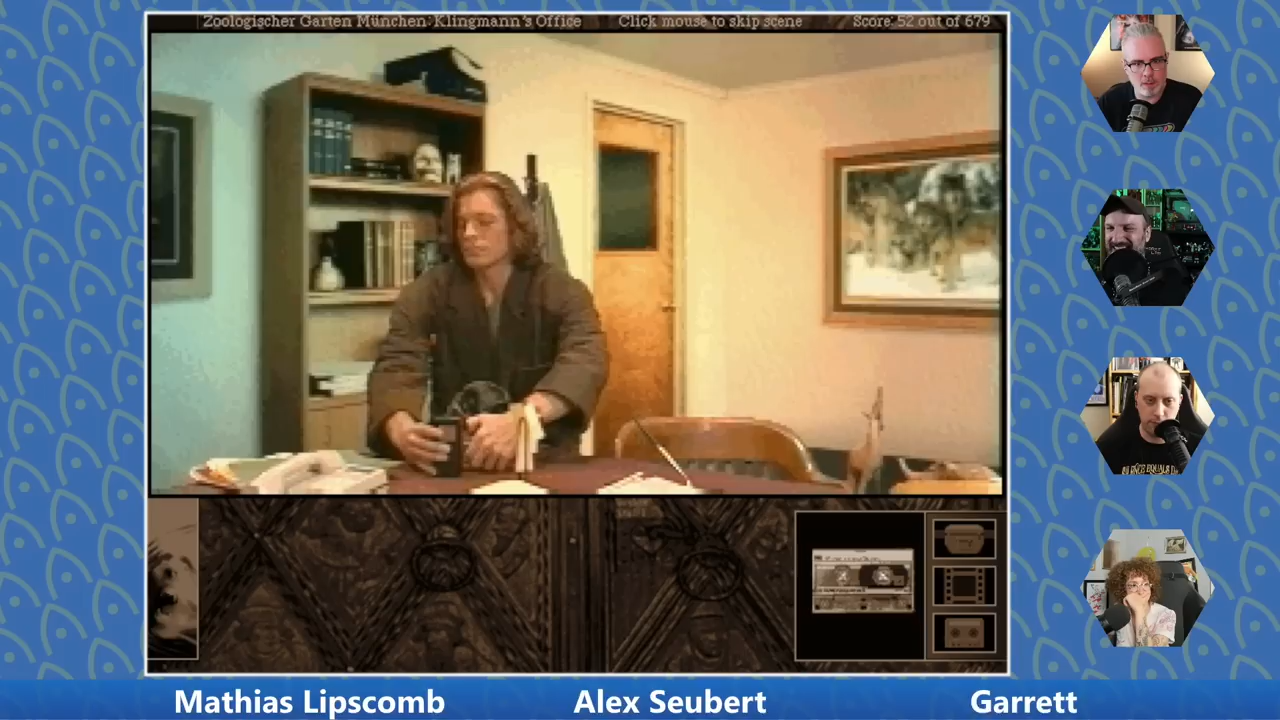 Zoologischer Garten München: Klingmann's Office
Click mouse to skip scene
Score: 52 out of 679
Mathias Lipscomb
Alex Seubert
Garrett